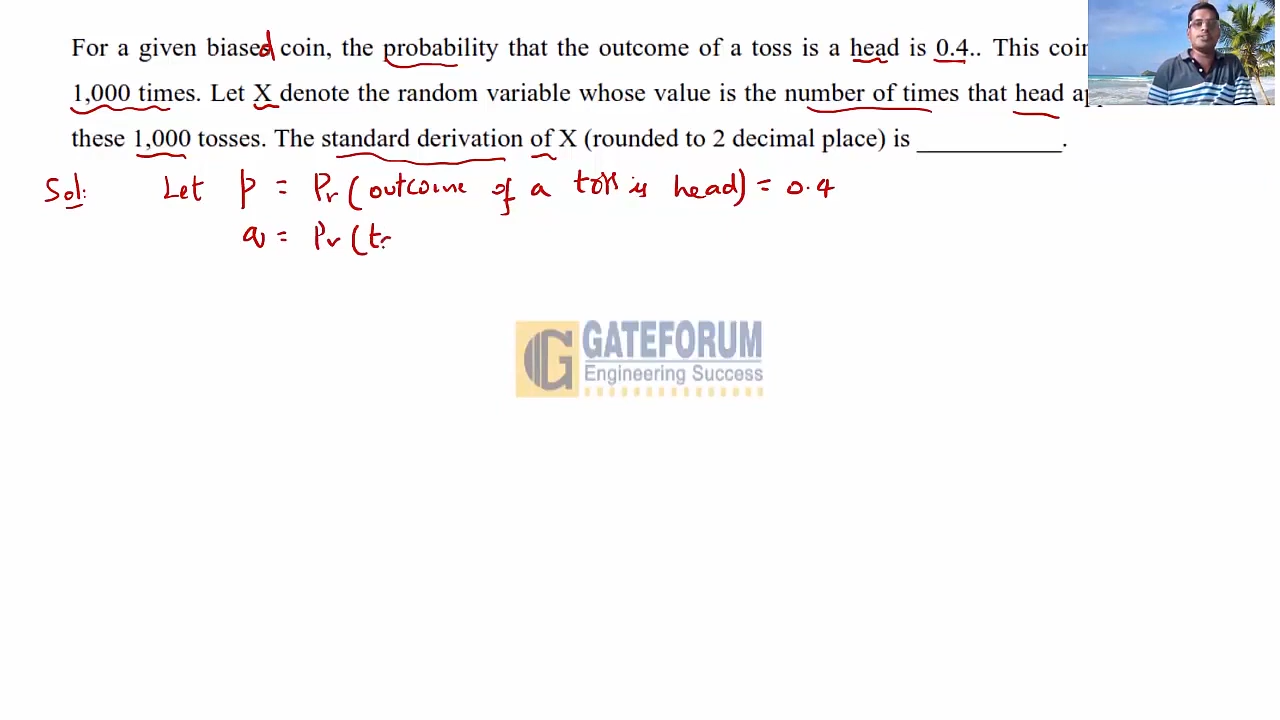 For a given biased coin, the probability that the outcome of a toss is a head is 0.4.. This coin
1,000 times. Let X denote the random variable whose value is the number of times that head
these 1,000 tosses. The standard derivation of X (rounded to 2 decimal place) is ____________.
Sol: Let p = Pr (outcome of a toss is head) = 0.4
q = Pr (
GATEFORUM
Engineering Success